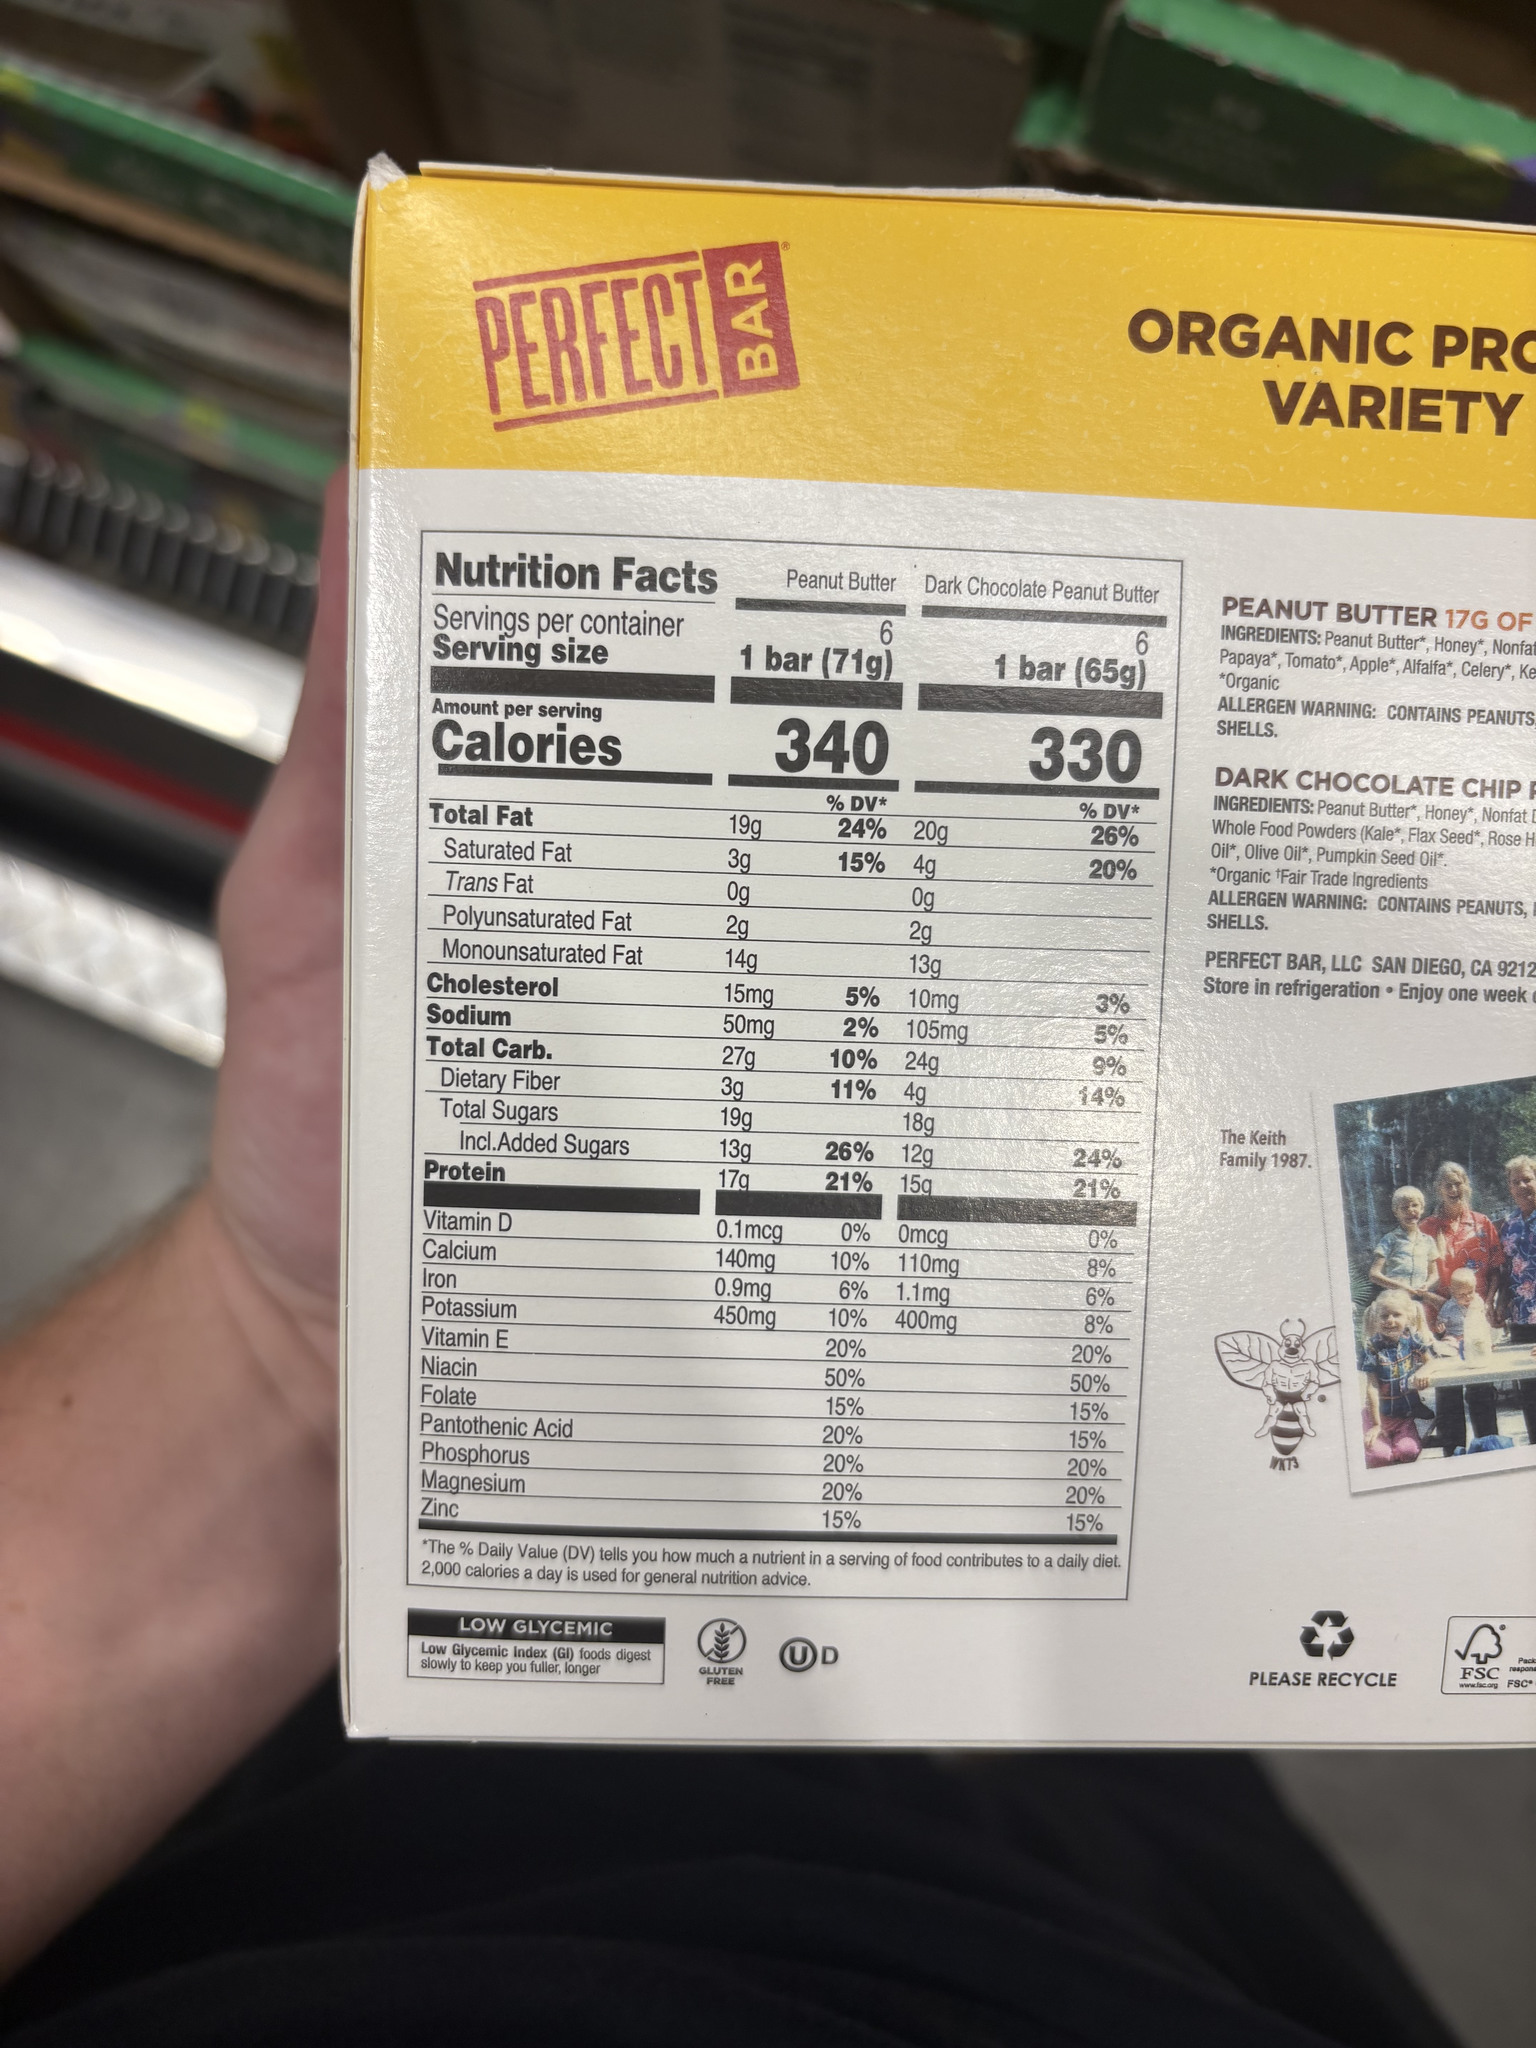 PERFECT BAR®
ORGANIC PRO
VARIETY
Nutrition Facts Peanut Butter Dark Chocolate Peanut Butter
Servings per container 6 6
Serving size 1 bar (71g) 1 bar (65g)
Amount per serving
Calories 340 330
% DV* % DV*
Total Fat 19g 24% 20g 26%
Saturated Fat 3g 15% 4g 20%
Trans Fat 0g 0g
Polyunsaturated Fat 2g 2g
Monounsaturated Fat 14g 13g
Cholesterol 15mg 5% 10mg 3%
Sodium 50mg 2% 105mg 5%
Total Carb. 27g 10% 24g 9%
Dietary Fiber 3g 11% 4g 14%
Total Sugars 19g 18g
Incl.Added Sugars 13g 26% 12g 24%
Protein 17g 21% 15g 21%
Vitamin D 0.1mcg 0% 0mcg 0%
Calcium 140mg 10% 110mg 8%
Iron 0.9mg 6% 1.1mg 6%
Potassium 450mg 10% 400mg 8%
Vitamin E 20% 20%
Niacin 50% 50%
Folate 15% 15%
Pantothenic Acid 20% 15%
Phosphorus 20% 20%
Magnesium 20% 20%
Zinc 15% 15%
*The % Daily Value (DV) tells you how much a nutrient in a serving of food contributes to a daily diet.
2,000 calories a day is used for general nutrition advice.
LOW GLYCEMIC
Low Glycemic Index (GI) foods digest
slowly to keep you fuller, longer
GLUTEN
FREE
U D
PEANUT BUTTER 17G OF
INGREDIENTS: Peanut Butter*, Honey*, Nonfat
Papaya*, Tomato*, Apple*, Alfalfa*, Celery*, Ke
*Organic
ALLERGEN WARNING: CONTAINS PEANUTS,
SHELLS.
DARK CHOCOLATE CHIP P
INGREDIENTS: Peanut Butter*, Honey*, Nonfat D
Whole Food Powders (Kale*, Flax Seed*, Rose H
Oil*, Olive Oil*, Pumpkin Seed Oil*.
*Organic †Fair Trade Ingredients
ALLERGEN WARNING: CONTAINS PEANUTS,
SHELLS.
PERFECT BAR, LLC SAN DIEGO, CA 9212
Store in refrigeration • Enjoy one week
The Keith
Family 1987.
WKTS
PLEASE RECYCLE
FSC
www.fsc.org
Pack
respons
FSC®